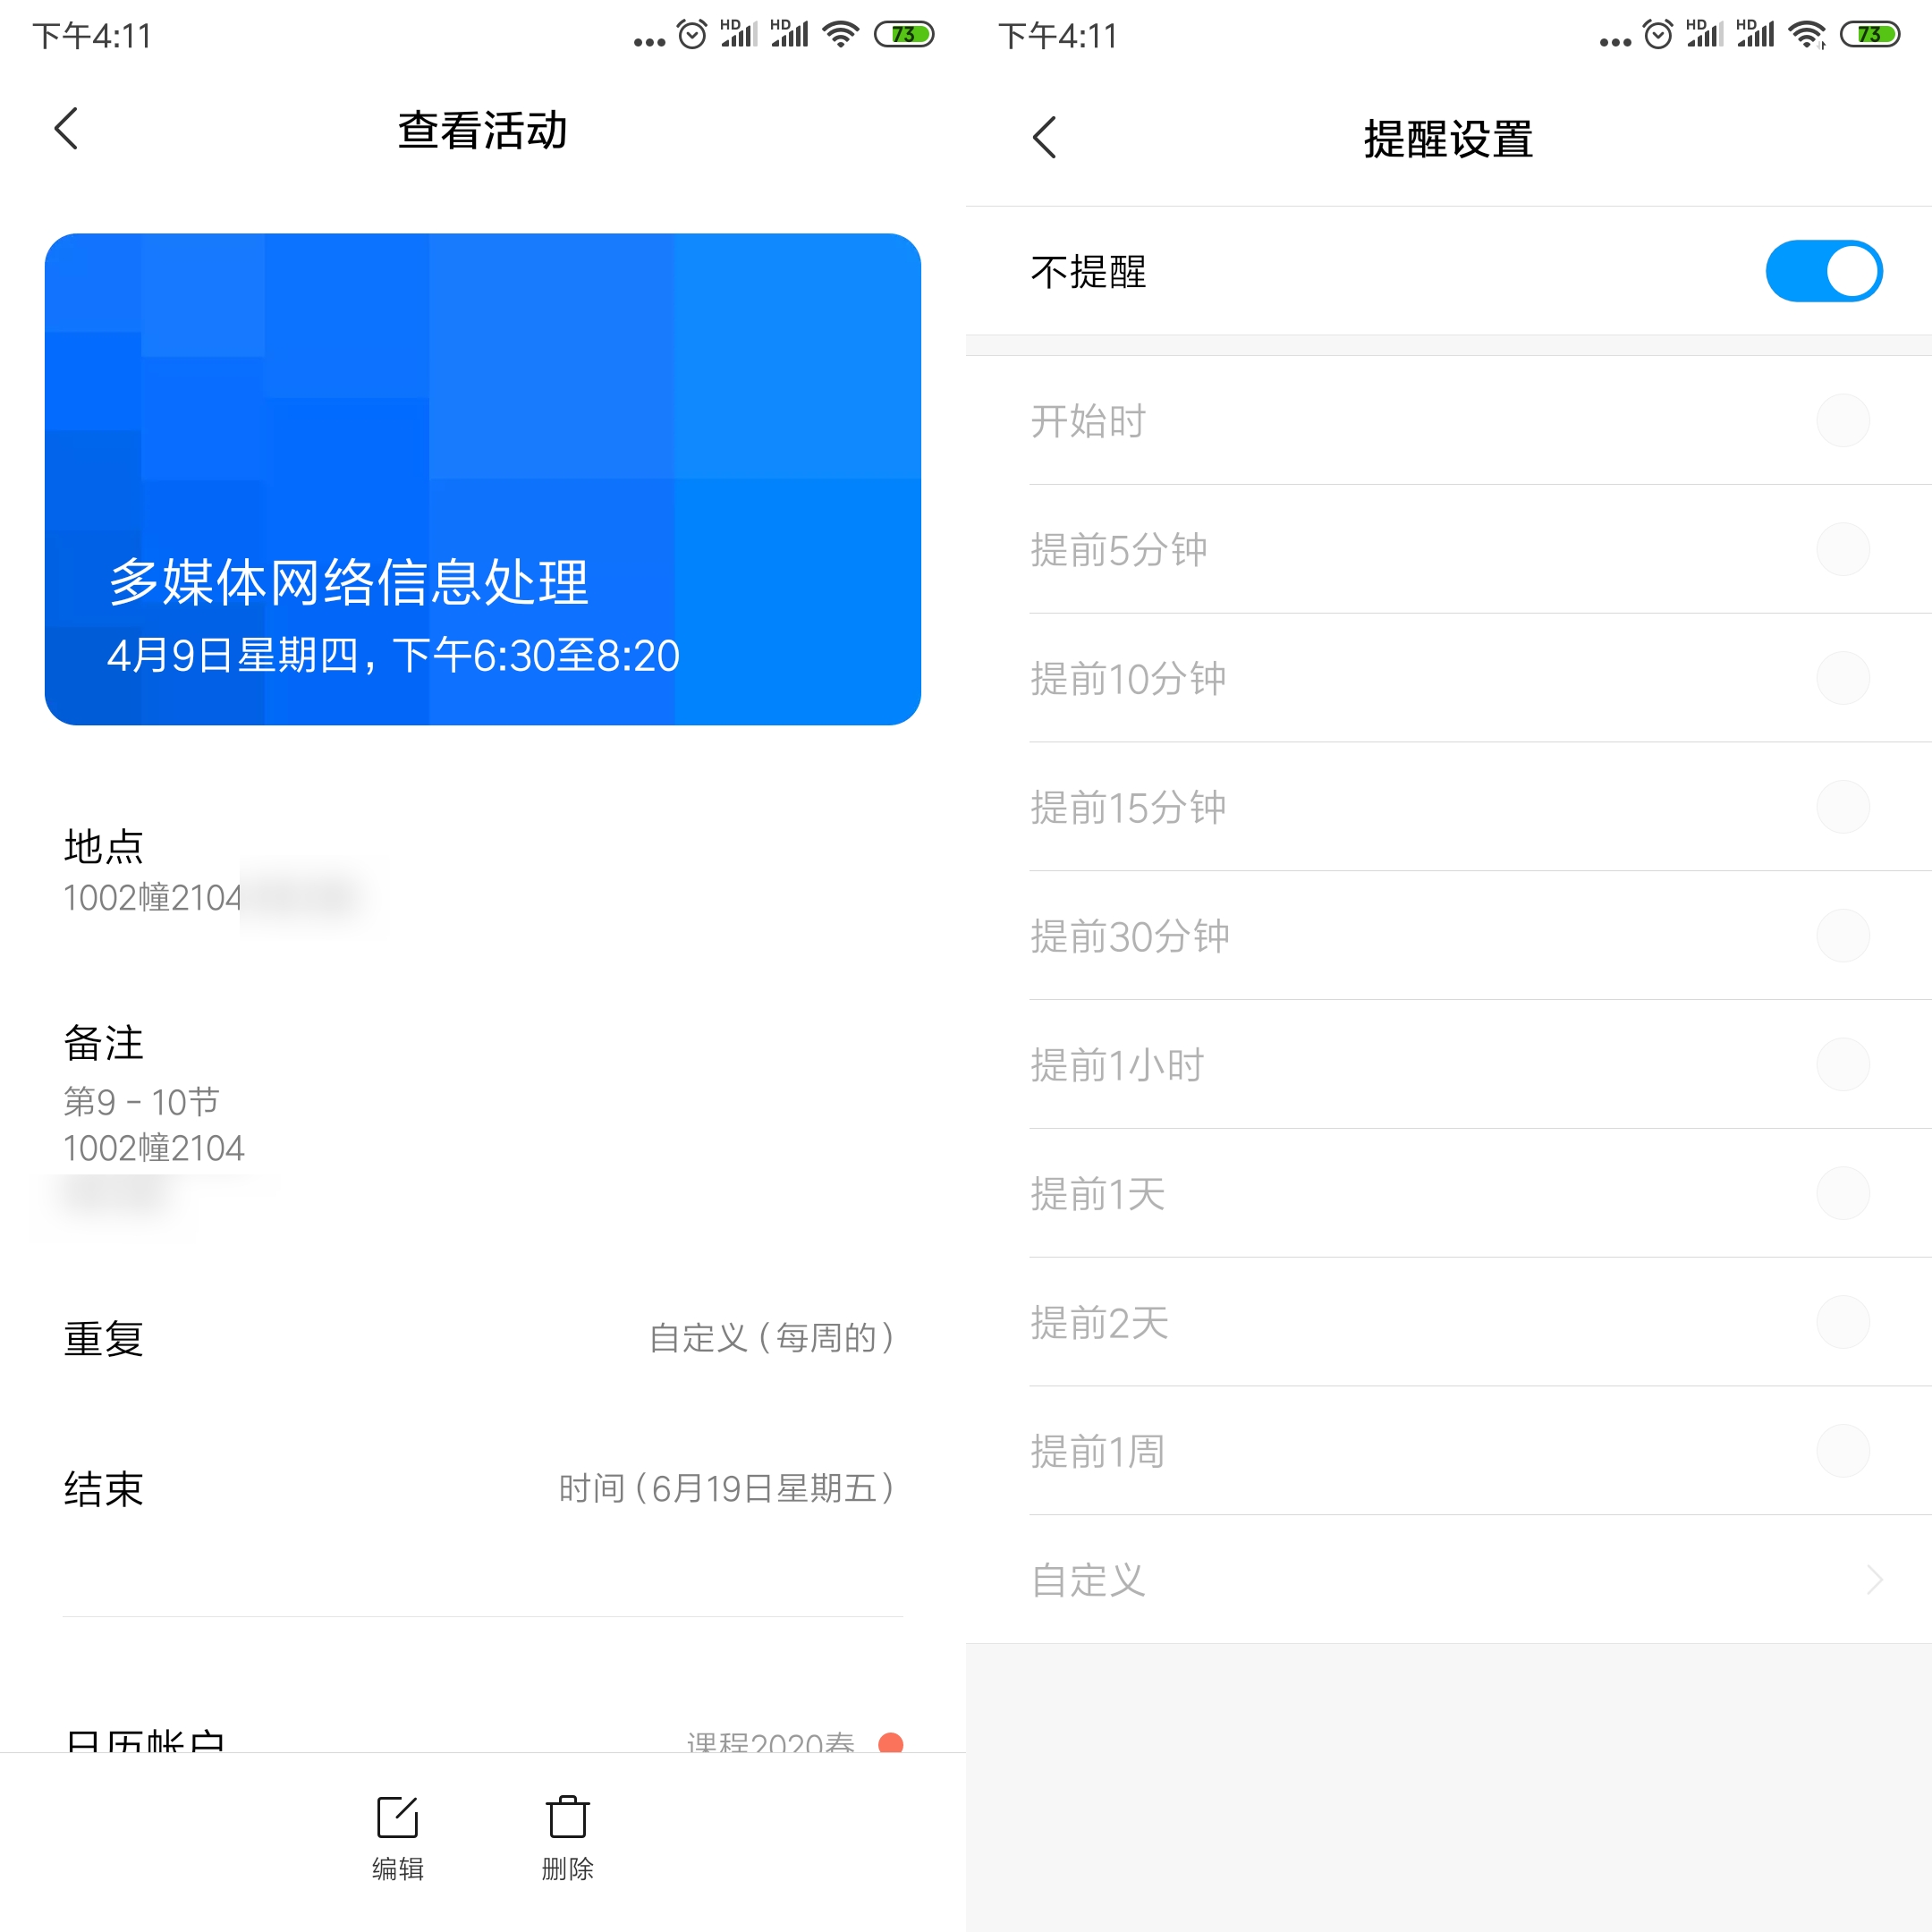 下午4:11
HD
HD
73
查看活动
多媒体网络信息处理
4月9日星期四，下午6:30至8:20
地点
1002幢2104
备注
第9 - 10节
1002幢2104
重复
自定义（每周的）
结束
时间（6月19日星期五）
日历帐户
课程2020春
编辑
删除
下午4:11
HD
HD
73
提醒设置
不提醒
开始时
提前5分钟
提前10分钟
提前15分钟
提前30分钟
提前1小时
提前1天
提前2天
提前1周
自定义